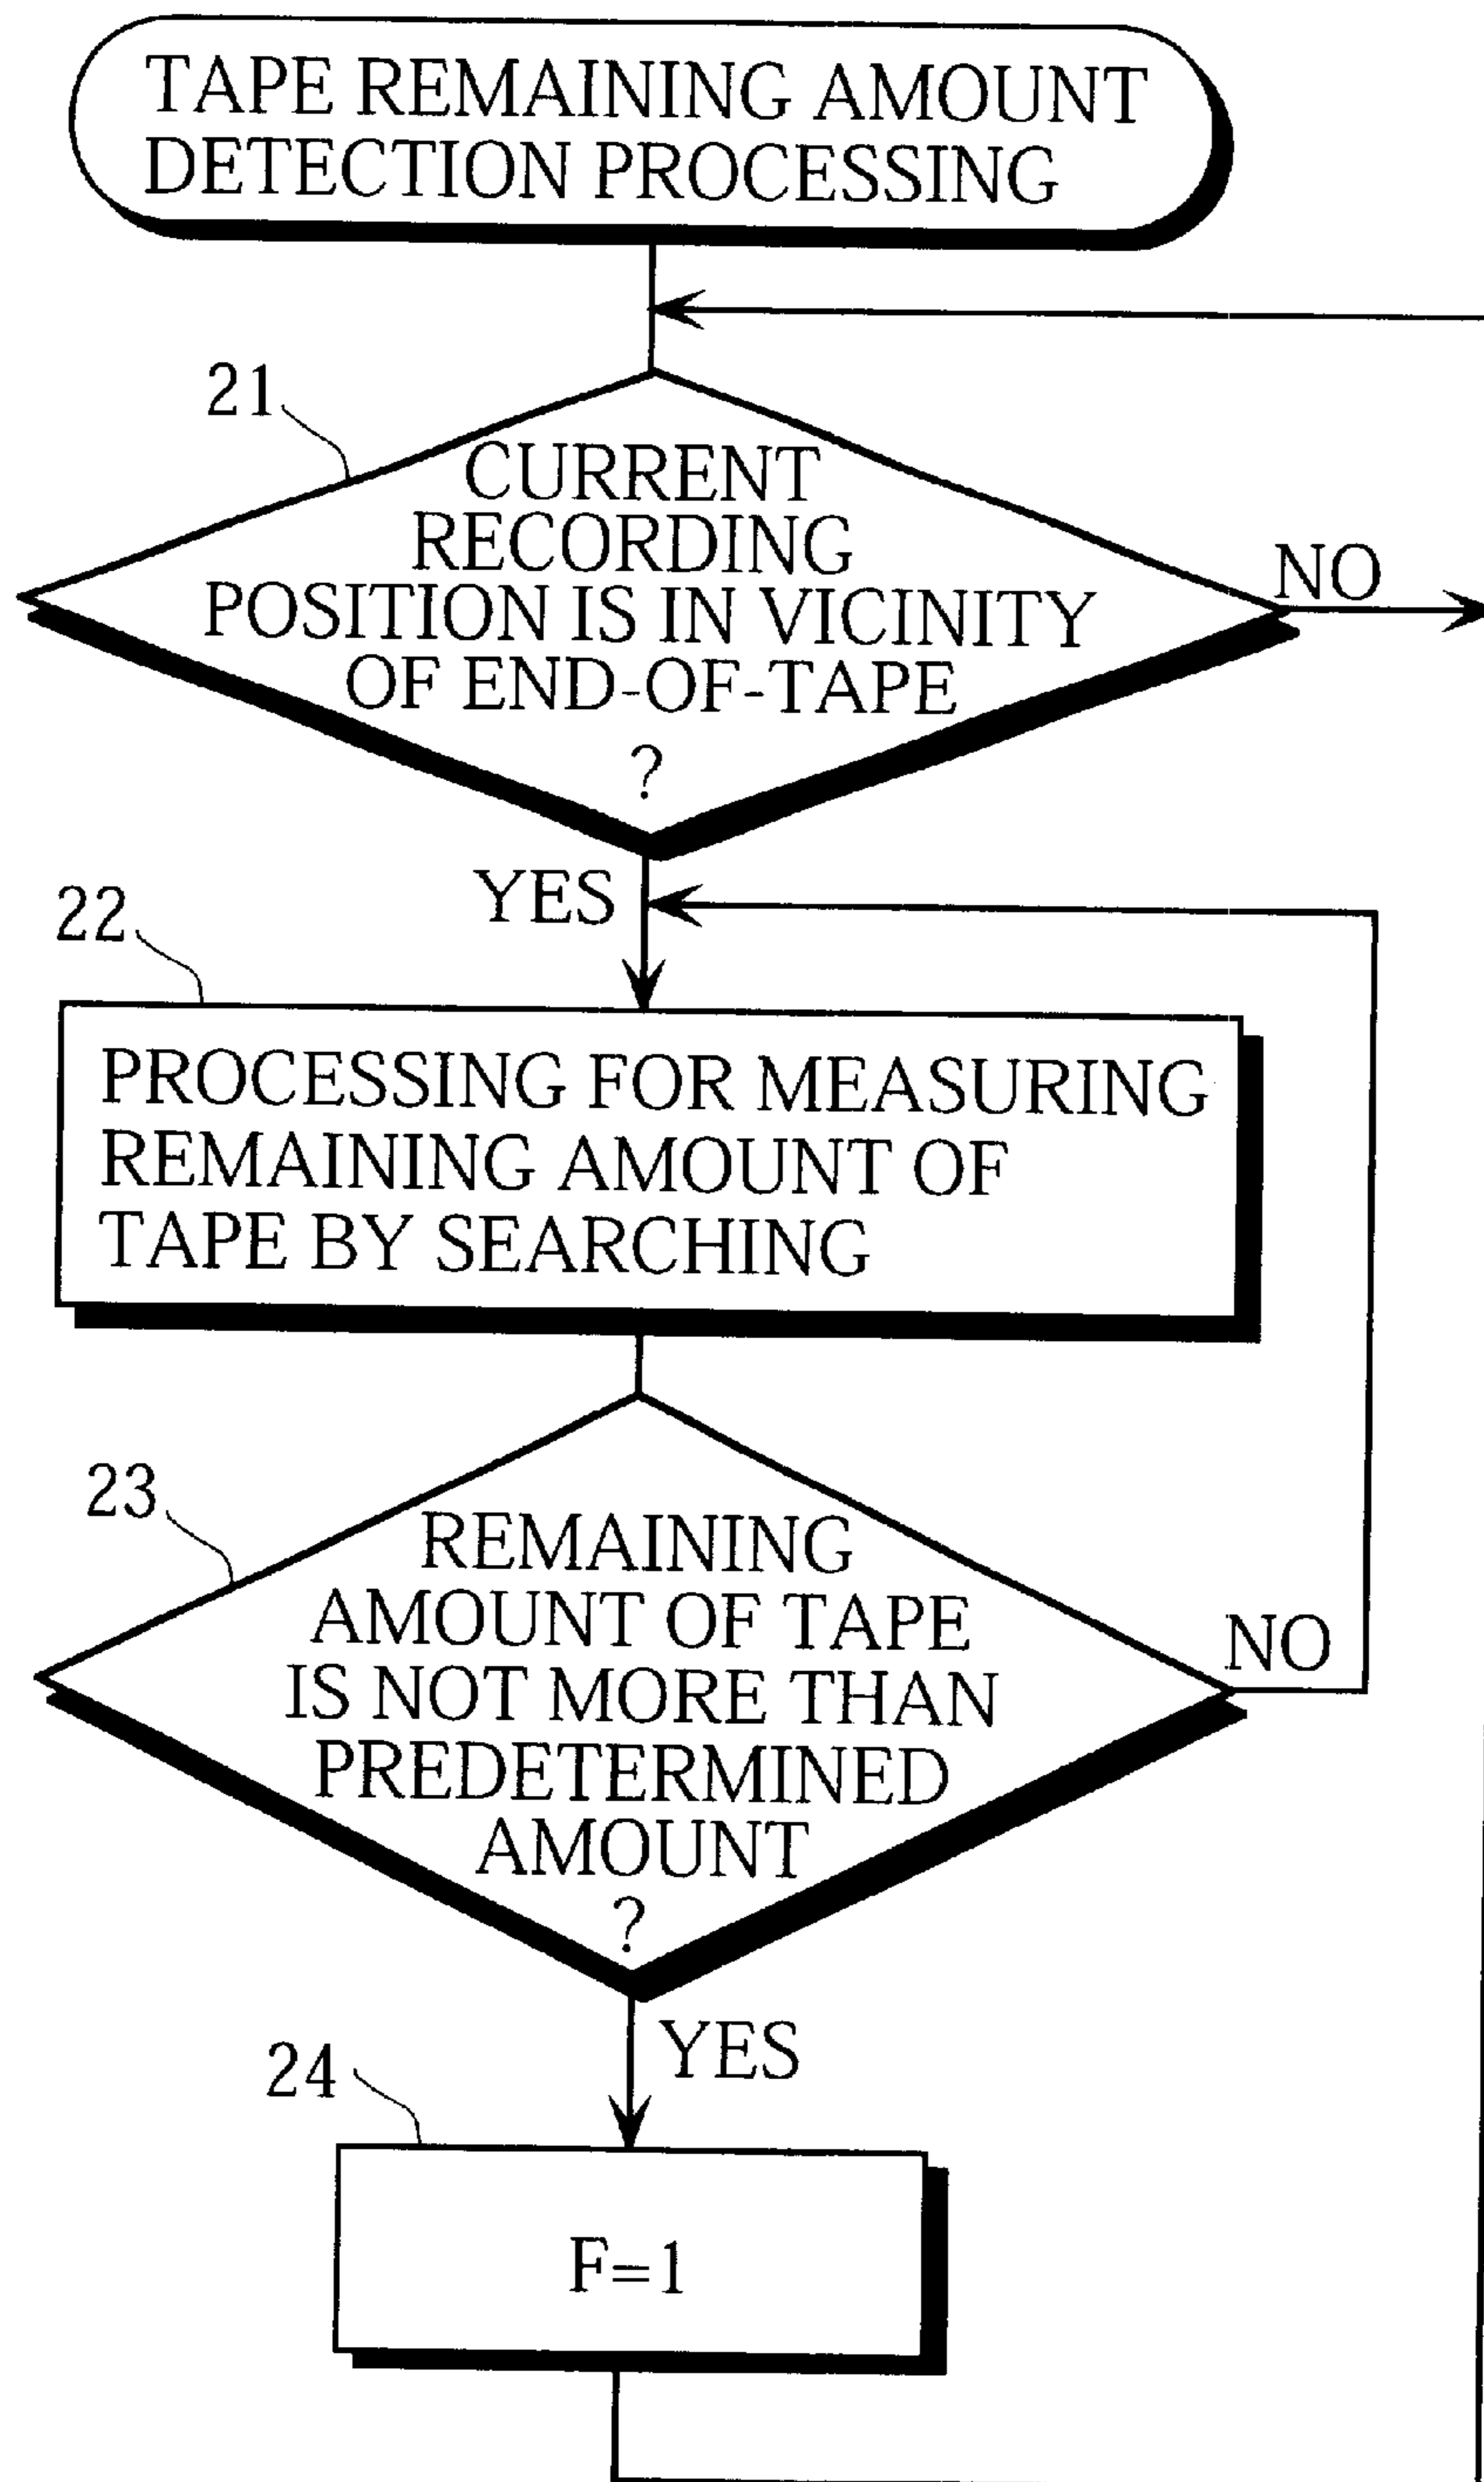 TAPE REMAINING AMOUNT
DETECTION PROCESSING
21
CURRENT
RECORDING
POSITION IS IN VICINITY
OF END-OF-TAPE
?
NO
YES
22
PROCESSING FOR MEASURING
REMAINING AMOUNT OF
TAPE BY SEARCHING
23
REMAINING
AMOUNT OF TAPE
IS NOT MORE THAN
PREDETERMINED
AMOUNT
?
NO
YES
24
F=1